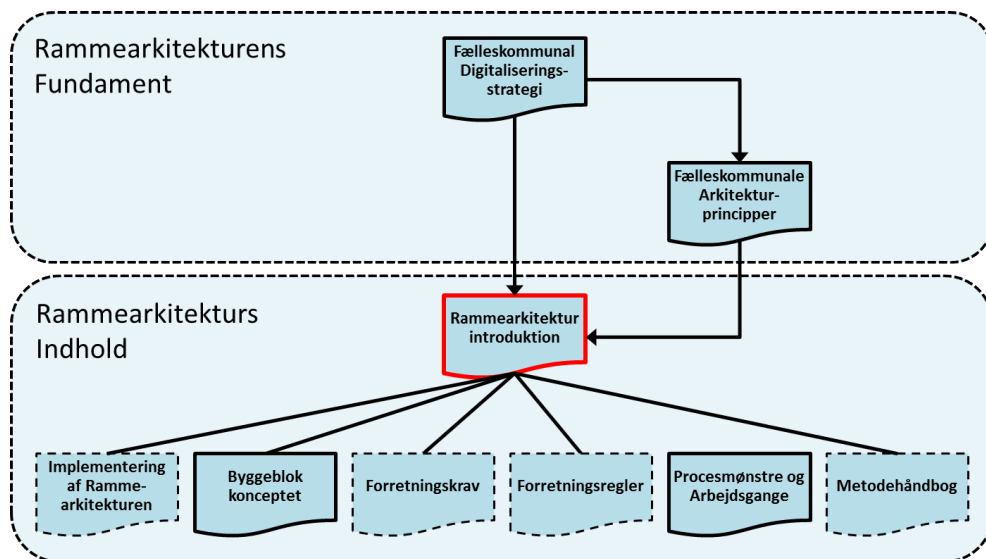 Rammearkitekturens
Fundament
Fælleskommunal
Digitaliserings-
strategi
Fælleskommunale
Arkitektur-
principper
Rammearkitekturs
Indhold
Rammearkitektur
introduktion
Implementering
af Ramme-
arkitekturen
Byggeblok
konceptet
Forretningskrav
Forretningsregler
Procesmønstre og
Arbejdsgange
Metodehåndbog